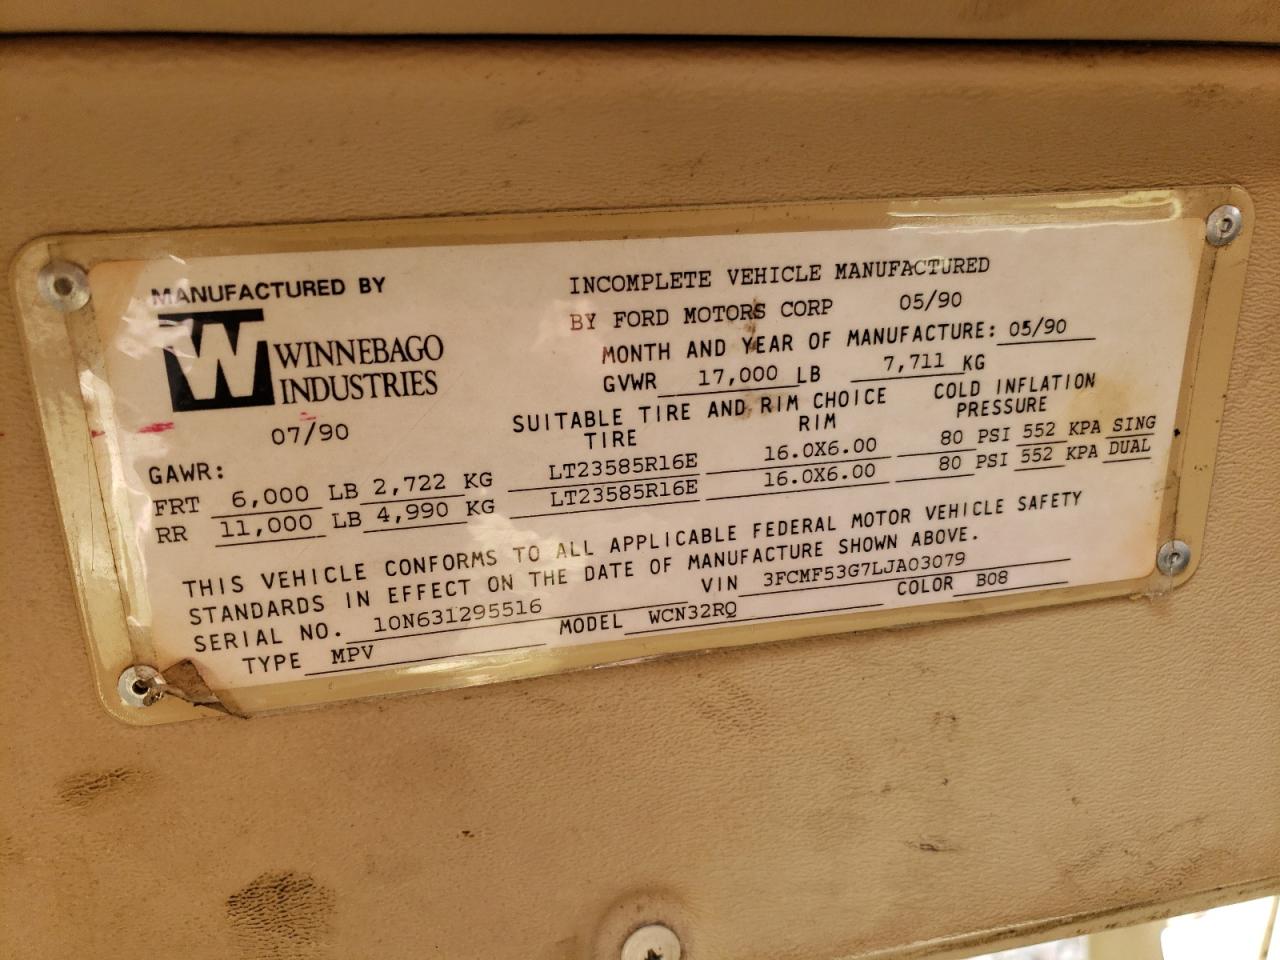 MANUFACTURED BY
W WINNEBAGO
INDUSTRIES
07/90
INCOMPLETE VEHICLE MANUFACTURED
BY FORD MOTORS CORP 05/90
MONTH AND YEAR OF MANUFACTURE: 05/90
GVWR 17,000 LB 7,711 KG
SUITABLE TIRE AND RIM CHOICE COLD INFLATION
TIRE RIM PRESSURE
GAWR:
FRT 6,000 LB 2,722 KG LT23585R16E 16.0X6.00 80 PSI 552 KPA SING
RR 11,000 LB 4,990 KG LT23585R16E 16.0X6.00 80 PSI 552 KPA DUAL
THIS VEHICLE CONFORMS TO ALL APPLICABLE FEDERAL MOTOR VEHICLE SAFETY
STANDARDS IN EFFECT ON THE DATE OF MANUFACTURE SHOWN ABOVE.
SERIAL NO. 10N631295516 VIN 3FCMF53G7LJA03079
TYPE MPV MODEL WCN32RQ COLOR B08